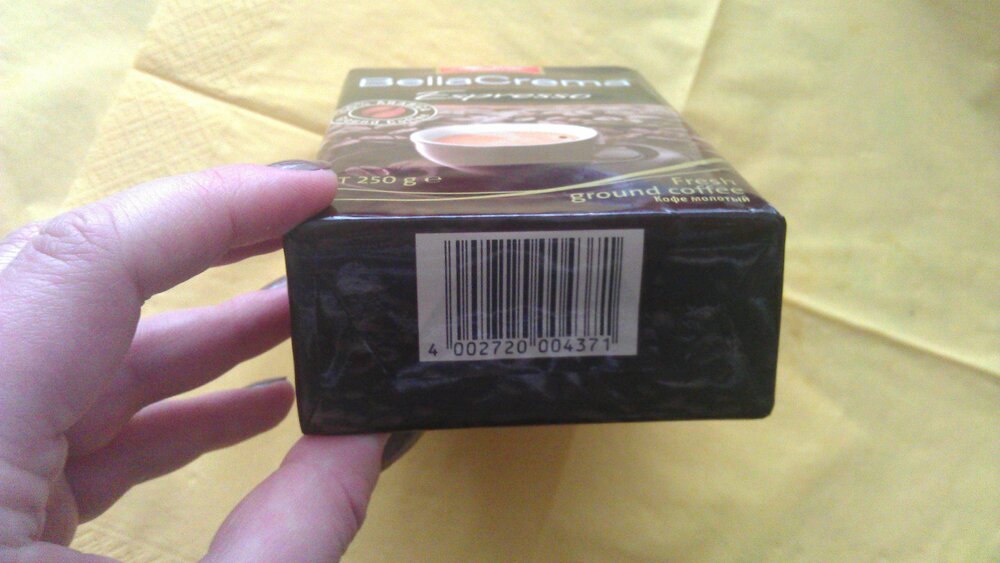 BellaCrema
Espresso
250 g ℮
Fresh
ground coffee
Кофе молотый
4 002720 004371